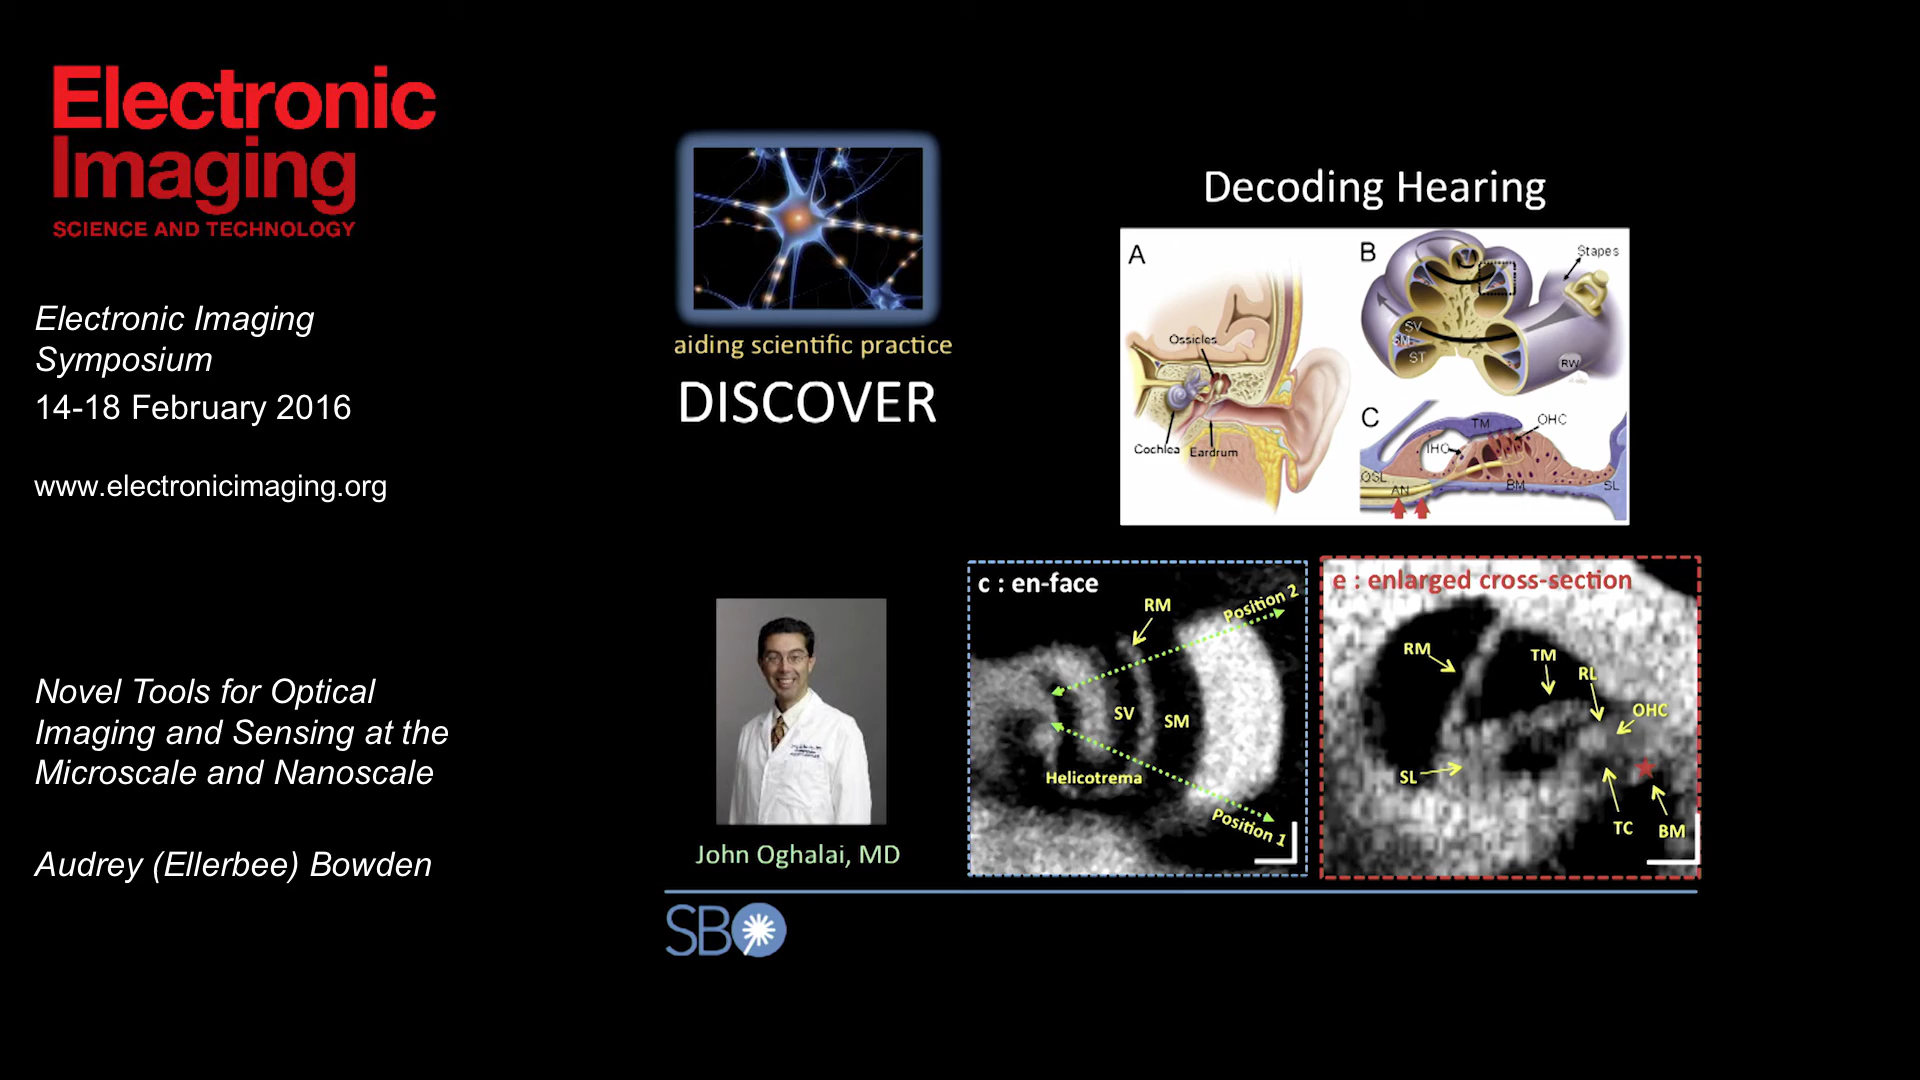 Electronic
Imaging
SCIENCE AND TECHNOLOGY
Electronic Imaging
Symposium
14-18 February 2016
www.electronicimaging.org
Novel Tools for Optical
Imaging and Sensing at the
Microscale and Nanoscale
Audrey (Ellerbee) Bowden
aiding scientific practice
DISCOVER
Decoding Hearing
A
Ossicles
Cochlea
Eardrum
B
Stapes
SV
SM
ST
RW
C
TM
OHC
IHC
OSL
AN
BM
SL
John Oghalai, MD
c : en-face
RM
Position 2
SV
SM
Helicotrema
Position 1
e : enlarged cross-section
RM
TM
RL
OHC
SL
TC
BM
SBO